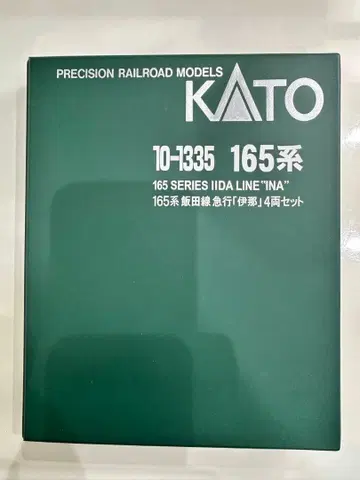 PRECISION RAILROAD MODELS
KATO
10-1335 165系
165 SERIES IIDA LINE "INA"
165系 飯田線 急行「伊那」4両セット